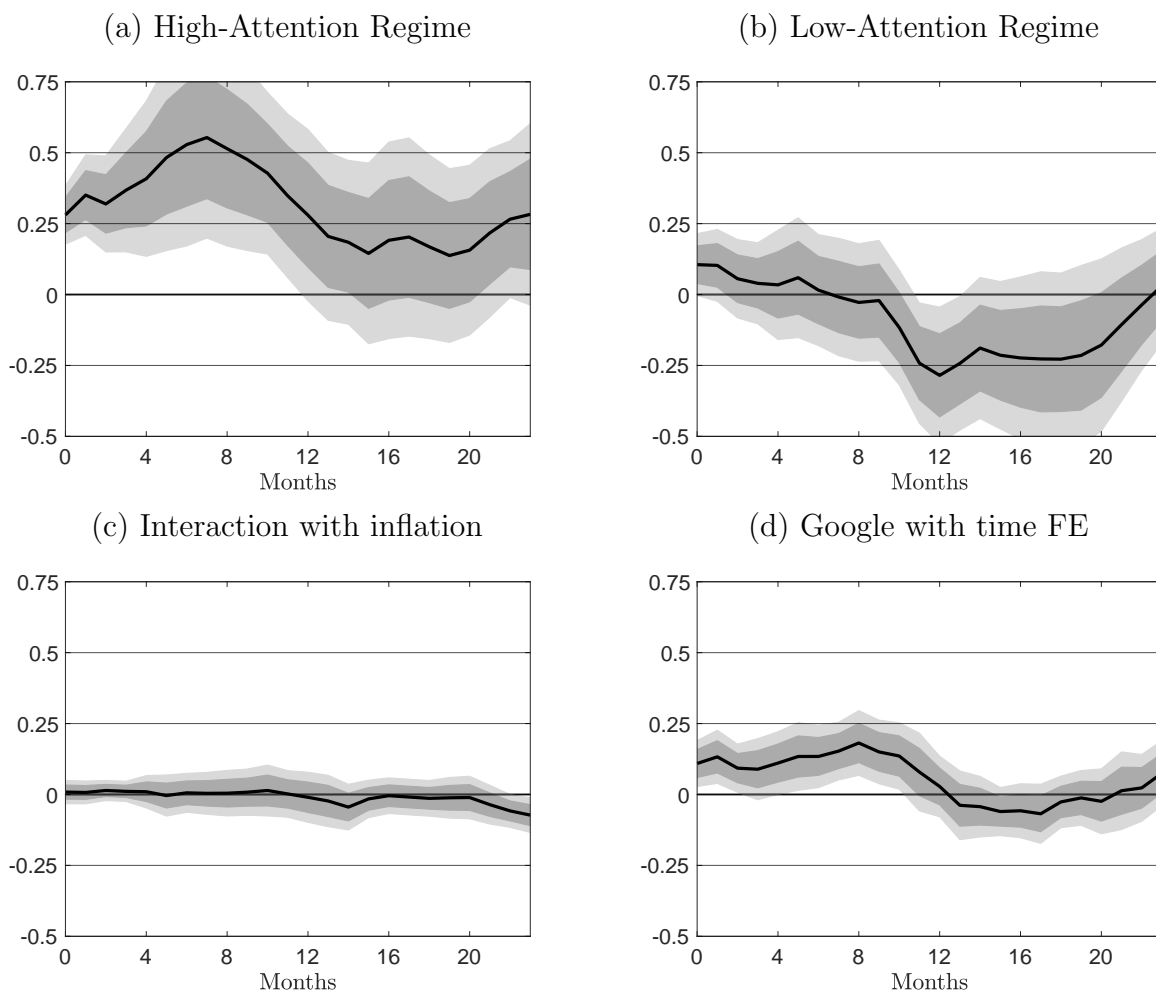 (a) High-Attention Regime
(b) Low-Attention Regime
0.75
0.5
0.25
0
-0.25
-0.5
0 4 8 12 16 20
Months
0.75
0.5
0.25
0
-0.25
-0.5
0 4 8 12 16 20
Months
(c) Interaction with inflation
(d) Google with time FE
0.75
0.5
0.25
0
-0.25
-0.5
0 4 8 12 16 20
Months
0.75
0.5
0.25
0
-0.25
-0.5
0 4 8 12 16 20
Months